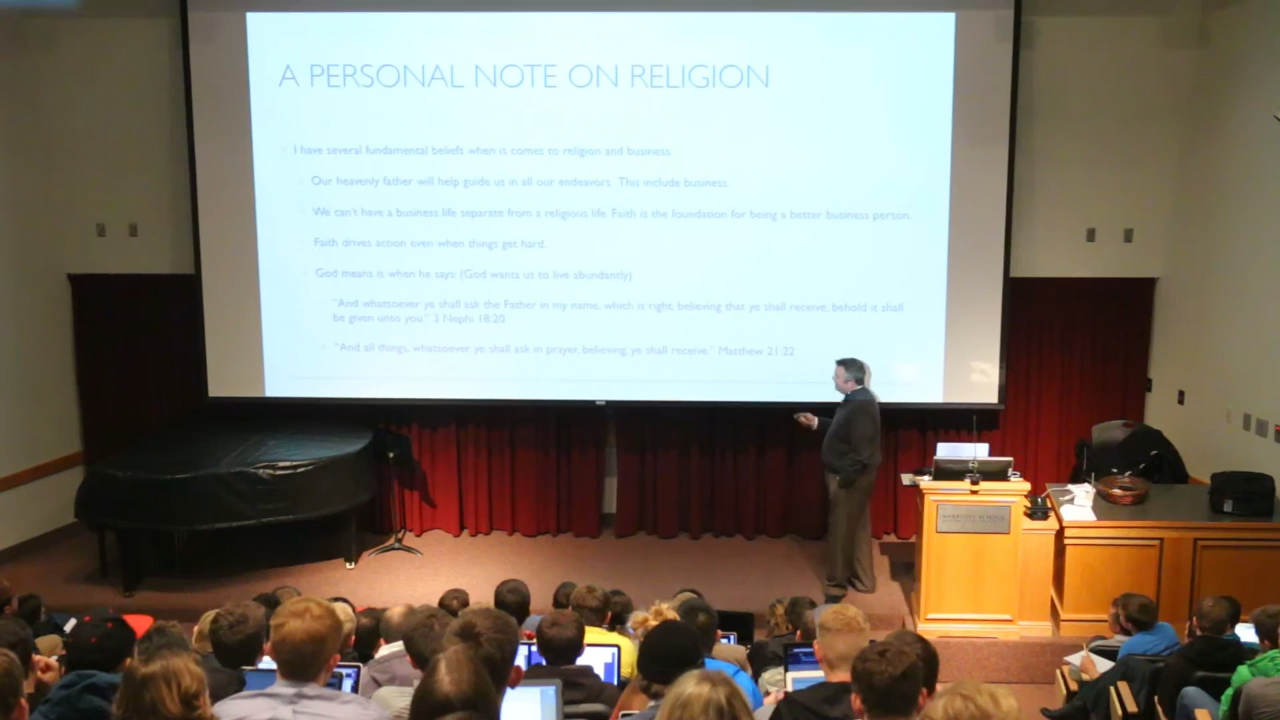 A PERSONAL NOTE ON RELIGION
I have several fundamental beliefs when it comes to religion and business.
Our heavenly father will help guide us in all our endeavors. This include business.
We can't have a business life separate from a religious life. Faith is the foundation for being a better business person.
Faith drives action even when things get hard.
God means is when he says: (God wants us to live abundantly)
"And whatsoever ye shall ask the Father in my name, which is right, believing that ye shall receive, behold it shall
be given unto you." 3 Nephi 18:20
"And all things, whatsoever ye shall ask in prayer, believing, ye shall receive." Matthew 21:22